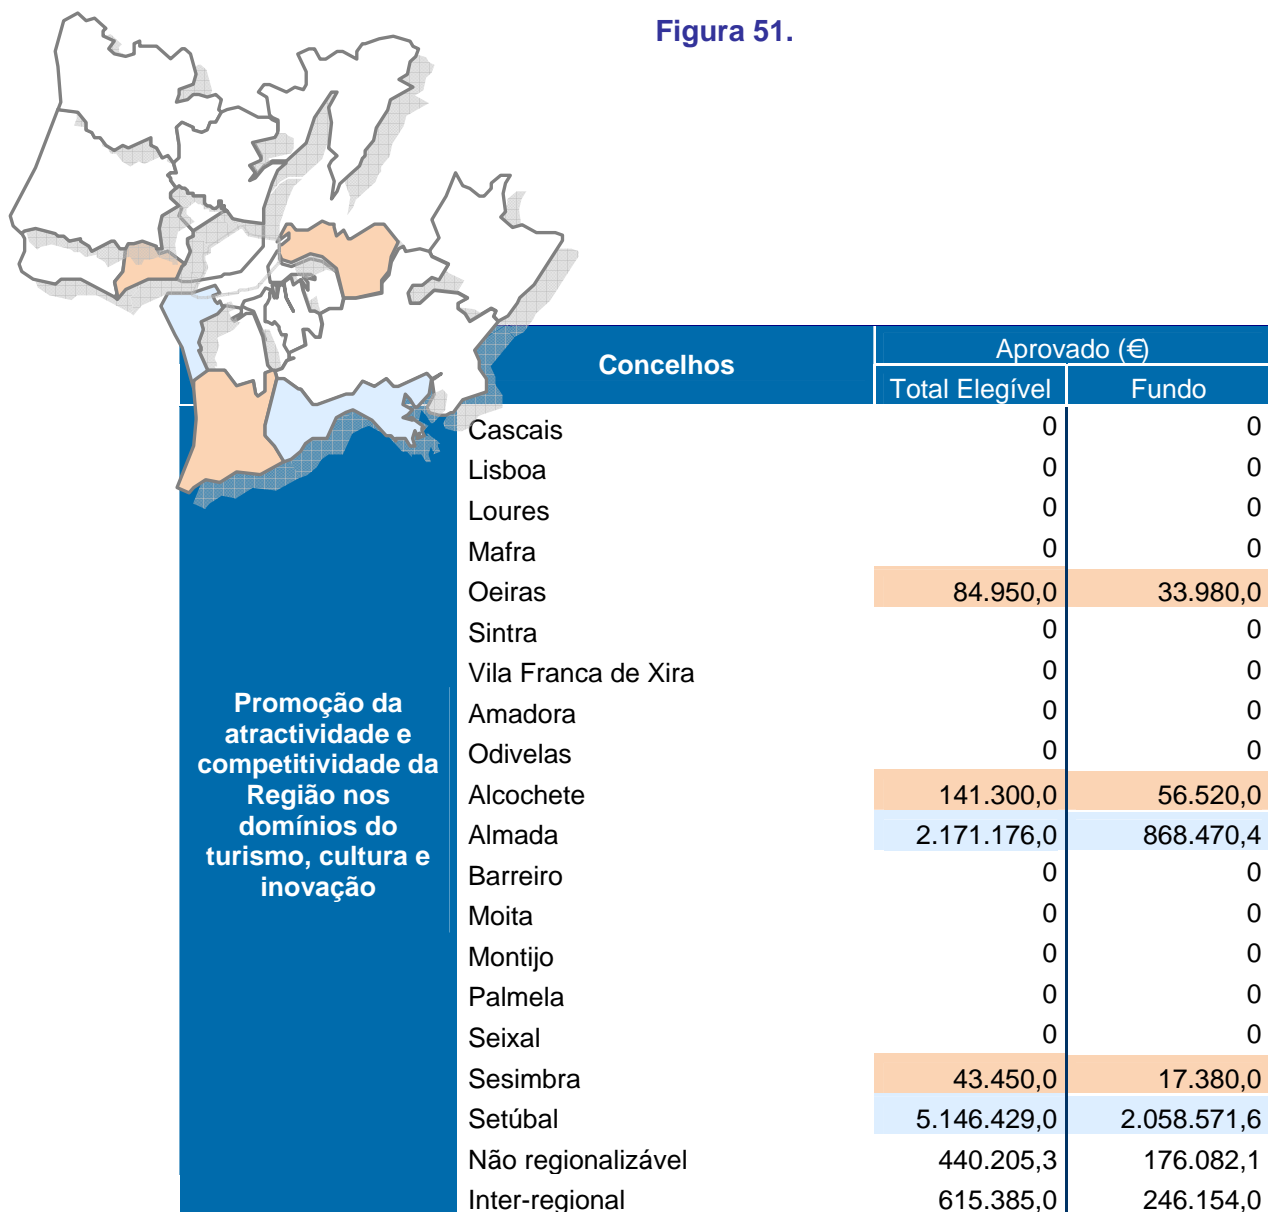 Figura 51.
Concelhos
Aprovado (€)
Total Elegível Fundo
Promoção da
atractividade e
competitividade da
Região nos
domínios do
turismo, cultura e
inovação
Cascais 0 0
Lisboa 0 0
Loures 0 0
Mafra 0 0
Oeiras 84.950,0 33.980,0
Sintra 0 0
Vila Franca de Xira 0 0
Amadora 0 0
Odivelas 0 0
Alcochete 141.300,0 56.520,0
Almada 2.171.176,0 868.470,4
Barreiro 0 0
Moita 0 0
Montijo 0 0
Palmela 0 0
Seixal 0 0
Sesimbra 43.450,0 17.380,0
Setúbal 5.146.429,0 2.058.571,6
Não regionalizável 440.205,3 176.082,1
Inter-regional 615.385,0 246.154,0